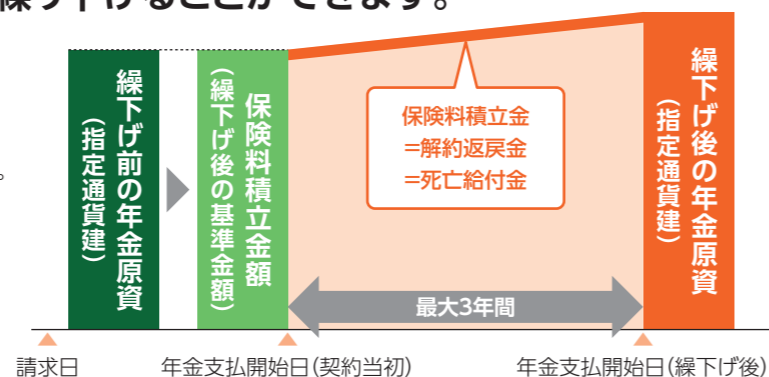 繰り下げることができます。
。
繰下げ前の年金原資
（指定通貨建）
保険料積立金額
（繰下げ後の基準金額）
保険料積立金
=解約返戻金
=死亡給付金
繰下げ後の年金原資
（指定通貨建）
最大3年間
請求日
年金支払開始日(契約当初)
年金支払開始日(繰下げ後)